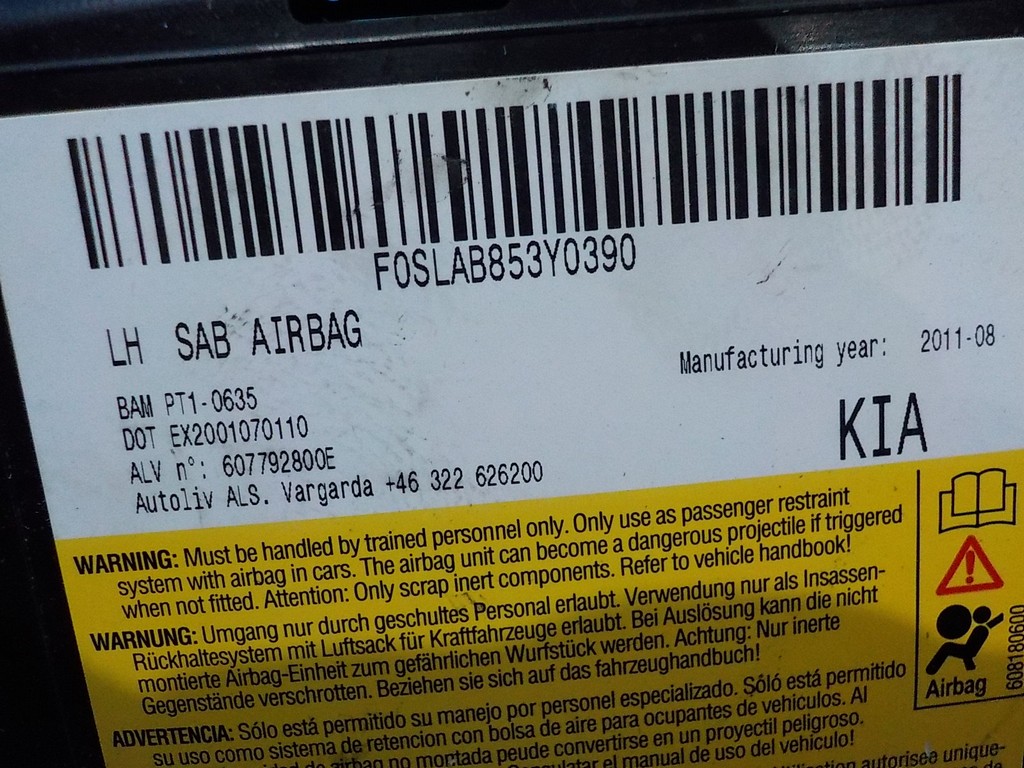 F0SLAB853Y0390
LH SAB AIRBAG
Manufacturing year: 2011-08
BAM PT1-0635
DOT EX2001070110
ALV n°: 607792800E
Autoliv ALS. Vargarda +46 322 626200
KIA
WARNING: Must be handled by trained personnel only. Only use as passenger restraint
system with airbag in cars. The airbag unit can become a dangerous projectile if triggered
when not fitted. Attention: Only scrap inert components. Refer to vehicle handbook!
WARNUNG: Umgang nur durch geschultes Personal erlaubt. Verwendung nur als Insassen-
Rückhaltesystem mit Luftsack für Kraftfahrzeuge erlaubt. Bei Auslösung kann die nicht
montierte Airbag-Einheit zum gefährlichen Wurfstück werden. Achtung: Nur inerte
Gegenstände verschrotten. Beziehen sie sich auf das fahrzeughandbuch!
ADVERTENCIA: Sólo está permitido su manejo por personel especializado. Sólo está permitido
su uso como sistema de retencion con bolsa de aire para ocupantes de vehículos. Al
de airbag no montada peude convertirse en un proyectil peligroso.
el manual de uso del vehículo!
autorisée unique-
Airbag
608180600